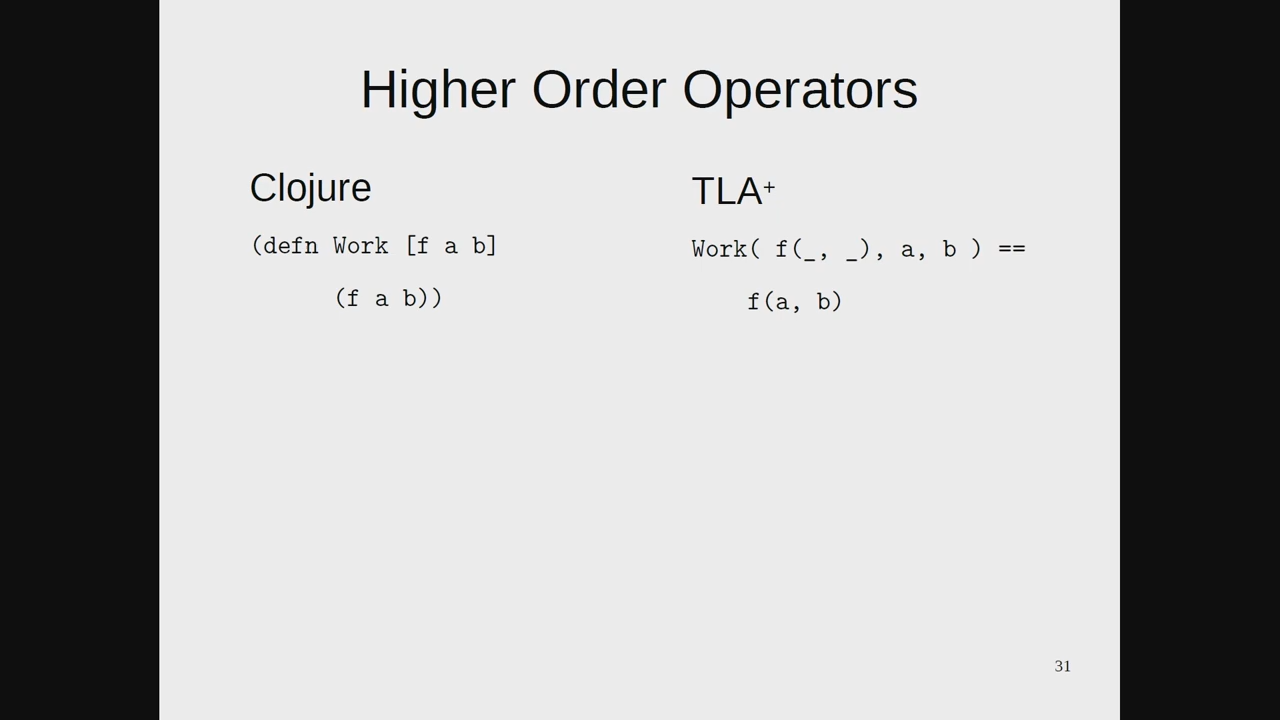 Higher Order Operators
Clojure
(defn Work [f a b]
(f a b))
TLA+
Work( f(_, _), a, b ) ==
f(a, b)
31